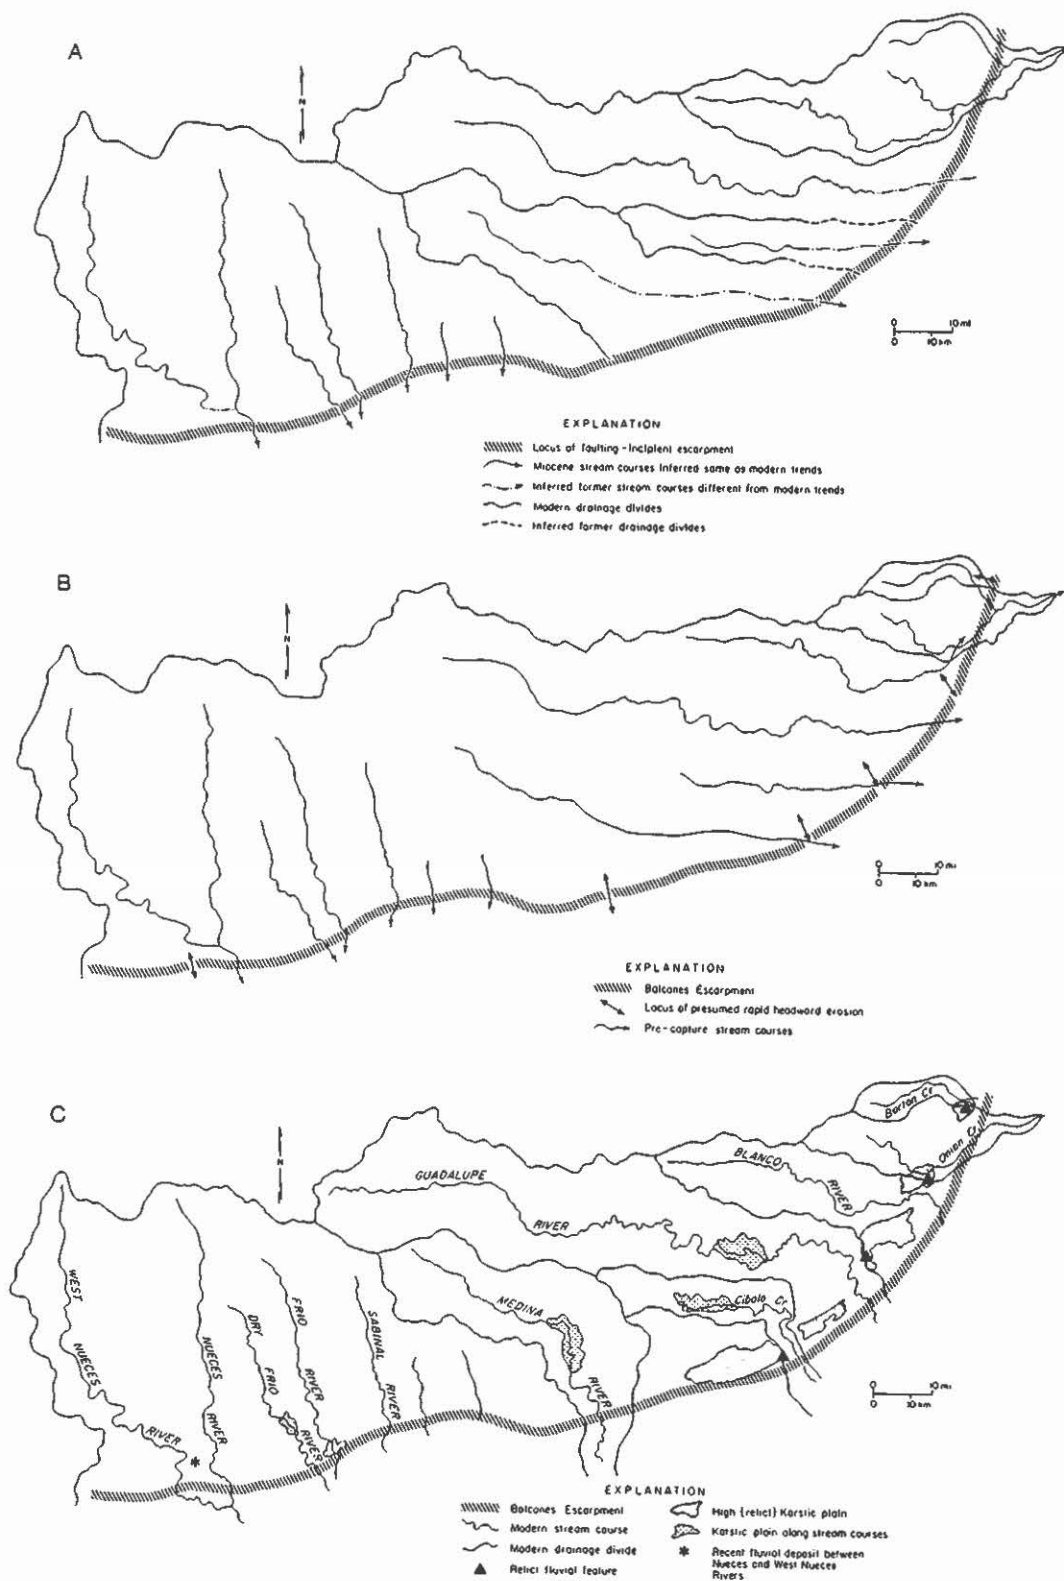 A
N
0 10 mi
0 10 km
EXPLANATION
Locus of faulting - Incipient escarpment
Miocene stream courses inferred same as modern trends
Inferred former stream courses different from modern trends
Modern drainage divides
Inferred former drainage divides
B
N
0 10 mi
0 10 km
EXPLANATION
Balcones Escarpment
Locus of presumed rapid headward erosion
Pre-capture stream courses
C
N
Barton Cr
Onion Cr
BLANCO
RIVER
GUADALUPE
RIVER
Cibolo Cr
MEDINA
RIVER
WEST
NUECES
RIVER
NUECES
RIVER
DRY
FRIO
RIVER
FRIO
RIVER
SABINAL
RIVER
0 10 mi
0 10 km
EXPLANATION
Balcones Escarpment
Modern stream course
Modern drainage divide
Relict fluvial feature
High (relict) Karstic plain
Karstic plain along stream courses
* Recent fluvial deposit between
Nueces and West Nueces
Rivers